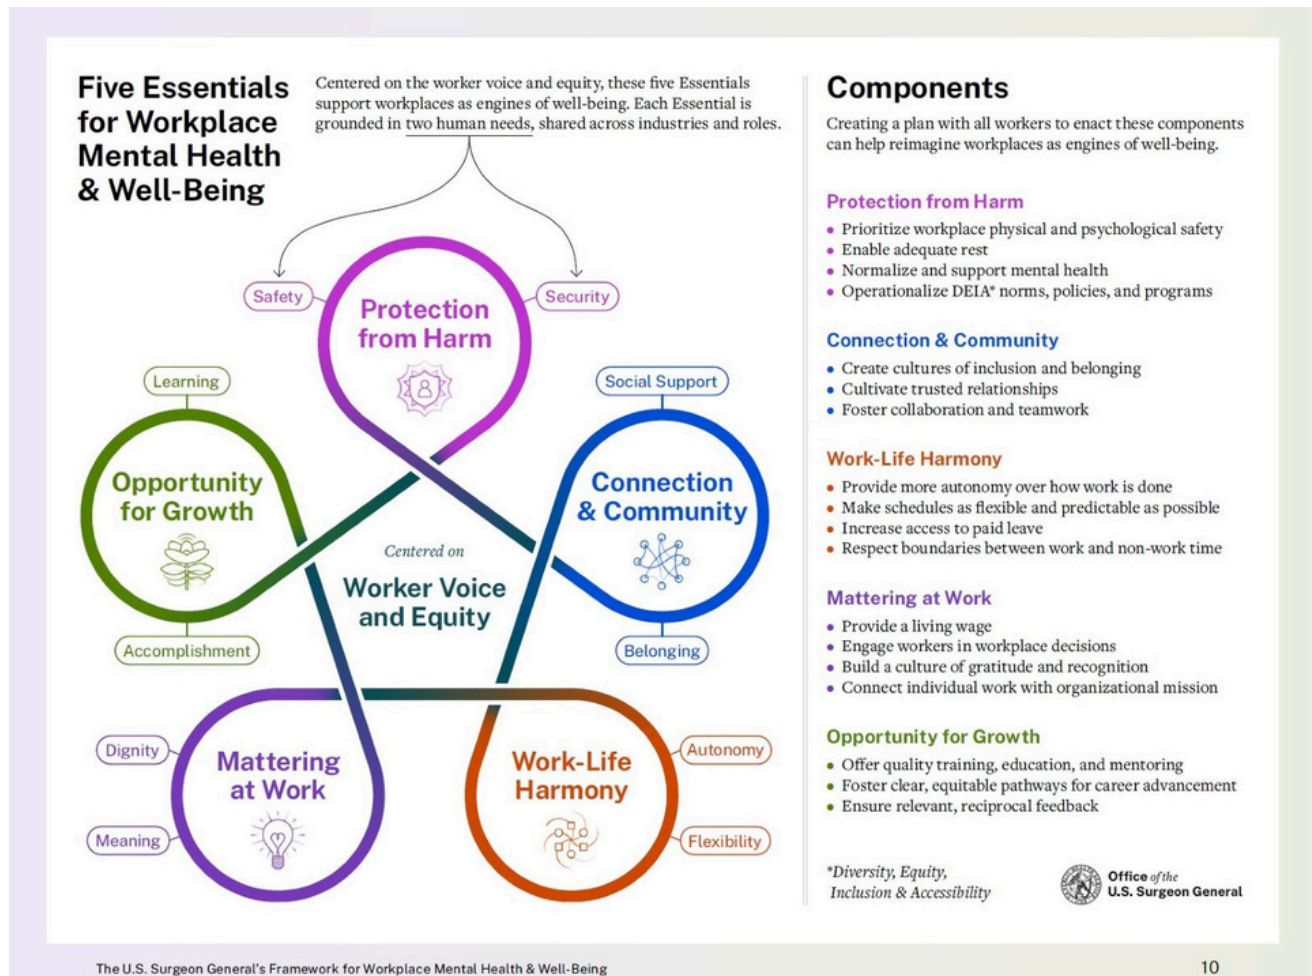 Five Essentials
for Workplace
Mental Health
& Well-Being
Centered on the worker voice and equity, these five Essentials
support workplaces as engines of well-being. Each Essential is
grounded in two human needs, shared across industries and roles.
Safety
Security
Protection
from Harm
Learning
Opportunity
for Growth
Accomplishment
Social Support
Connection
& Community
Belonging
Centered on
Worker Voice
and Equity
Dignity
Meaning
Mattering
at Work
Work-Life
Harmony
Autonomy
Flexibility
Components
Creating a plan with all workers to enact these components
can help reimagine workplaces as engines of well-being.
Protection from Harm
• Prioritize workplace physical and psychological safety
• Enable adequate rest
• Normalize and support mental health
• Operationalize DEIA* norms, policies, and programs
Connection & Community
• Create cultures of inclusion and belonging
• Cultivate trusted relationships
• Foster collaboration and teamwork
Work-Life Harmony
• Provide more autonomy over how work is done
• Make schedules as flexible and predictable as possible
• Increase access to paid leave
• Respect boundaries between work and non-work time
Mattering at Work
• Provide a living wage
• Engage workers in workplace decisions
• Build a culture of gratitude and recognition
• Connect individual work with organizational mission
Opportunity for Growth
• Offer quality training, education, and mentoring
• Foster clear, equitable pathways for career advancement
• Ensure relevant, reciprocal feedback
*Diversity, Equity,
Inclusion & Accessibility
Office of the
U.S. Surgeon General
The U.S. Surgeon General's Framework for Workplace Mental Health & Well-Being
10